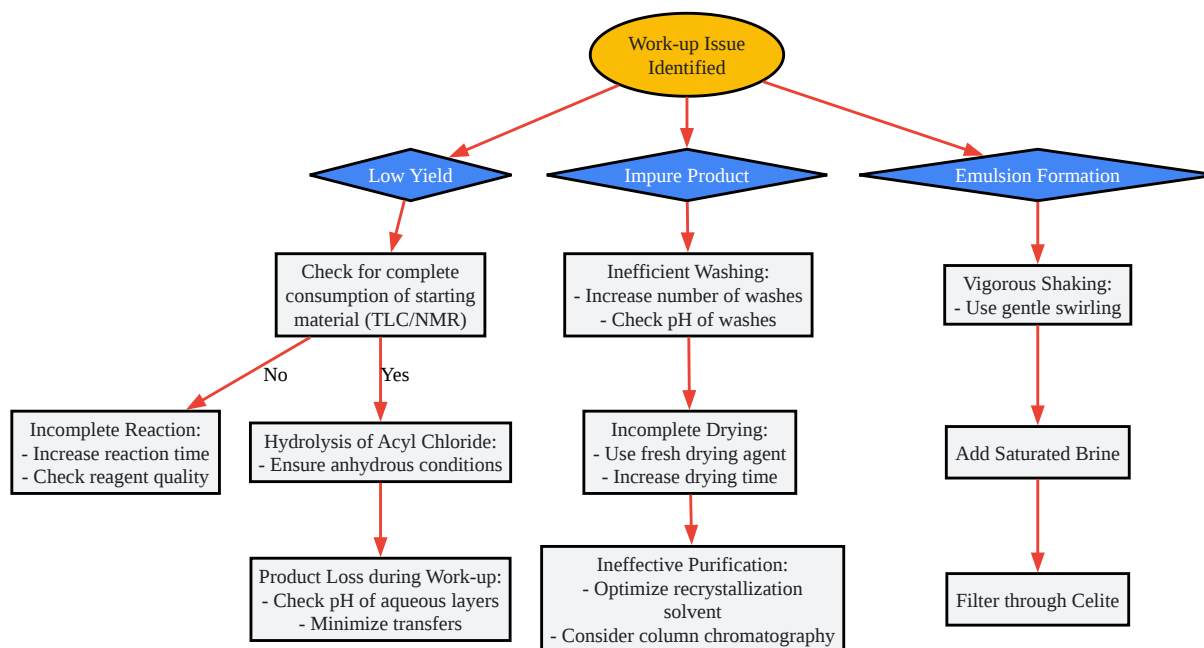 Work-up Issue
Identified
Low Yield
Impure Product
Emulsion Formation
Check for complete
consumption of starting
material (TLC/NMR)
Inefficient Washing:
- Increase number of washes
- Check pH of washes
Vigorous Shaking:
- Use gentle swirling
No
Yes
Incomplete Reaction:
- Increase reaction time
- Check reagent quality
Hydrolysis of Acyl Chloride:
- Ensure anhydrous conditions
Incomplete Drying:
- Use fresh drying agent
- Increase drying time
Add Saturated Brine
Product Loss during Work-up:
- Check pH of aqueous layers
- Minimize transfers
Ineffective Purification:
- Optimize recrystallization
solvent
- Consider column chromatography
Filter through Celite